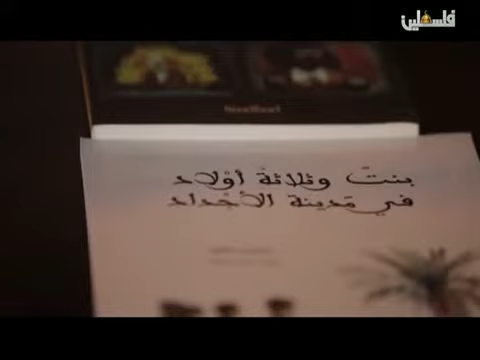 فلسطين
بنت وثلاثة أولاد
في مدينة الأجداد